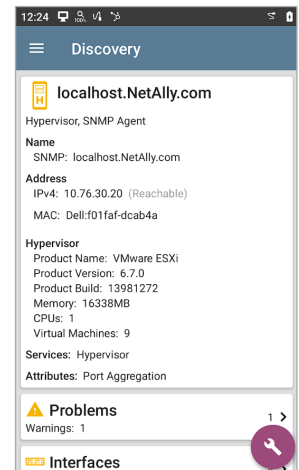 12:24
100%
Discovery
H
localhost.NetAlly.com
Hypervisor, SNMP Agent
Name
SNMP: localhost.NetAlly.com
Address
IPv4: 10.76.30.20 (Reachable)
MAC: Dell:f01faf-dcab4a
Hypervisor
Product Name: VMware ESXi
Product Version: 6.7.0
Product Build: 13981272
Memory: 16338MB
CPUs: 1
Virtual Machines: 9
Services: Hypervisor
Attributes: Port Aggregation
Problems
Warnings: 1
1
Interfaces